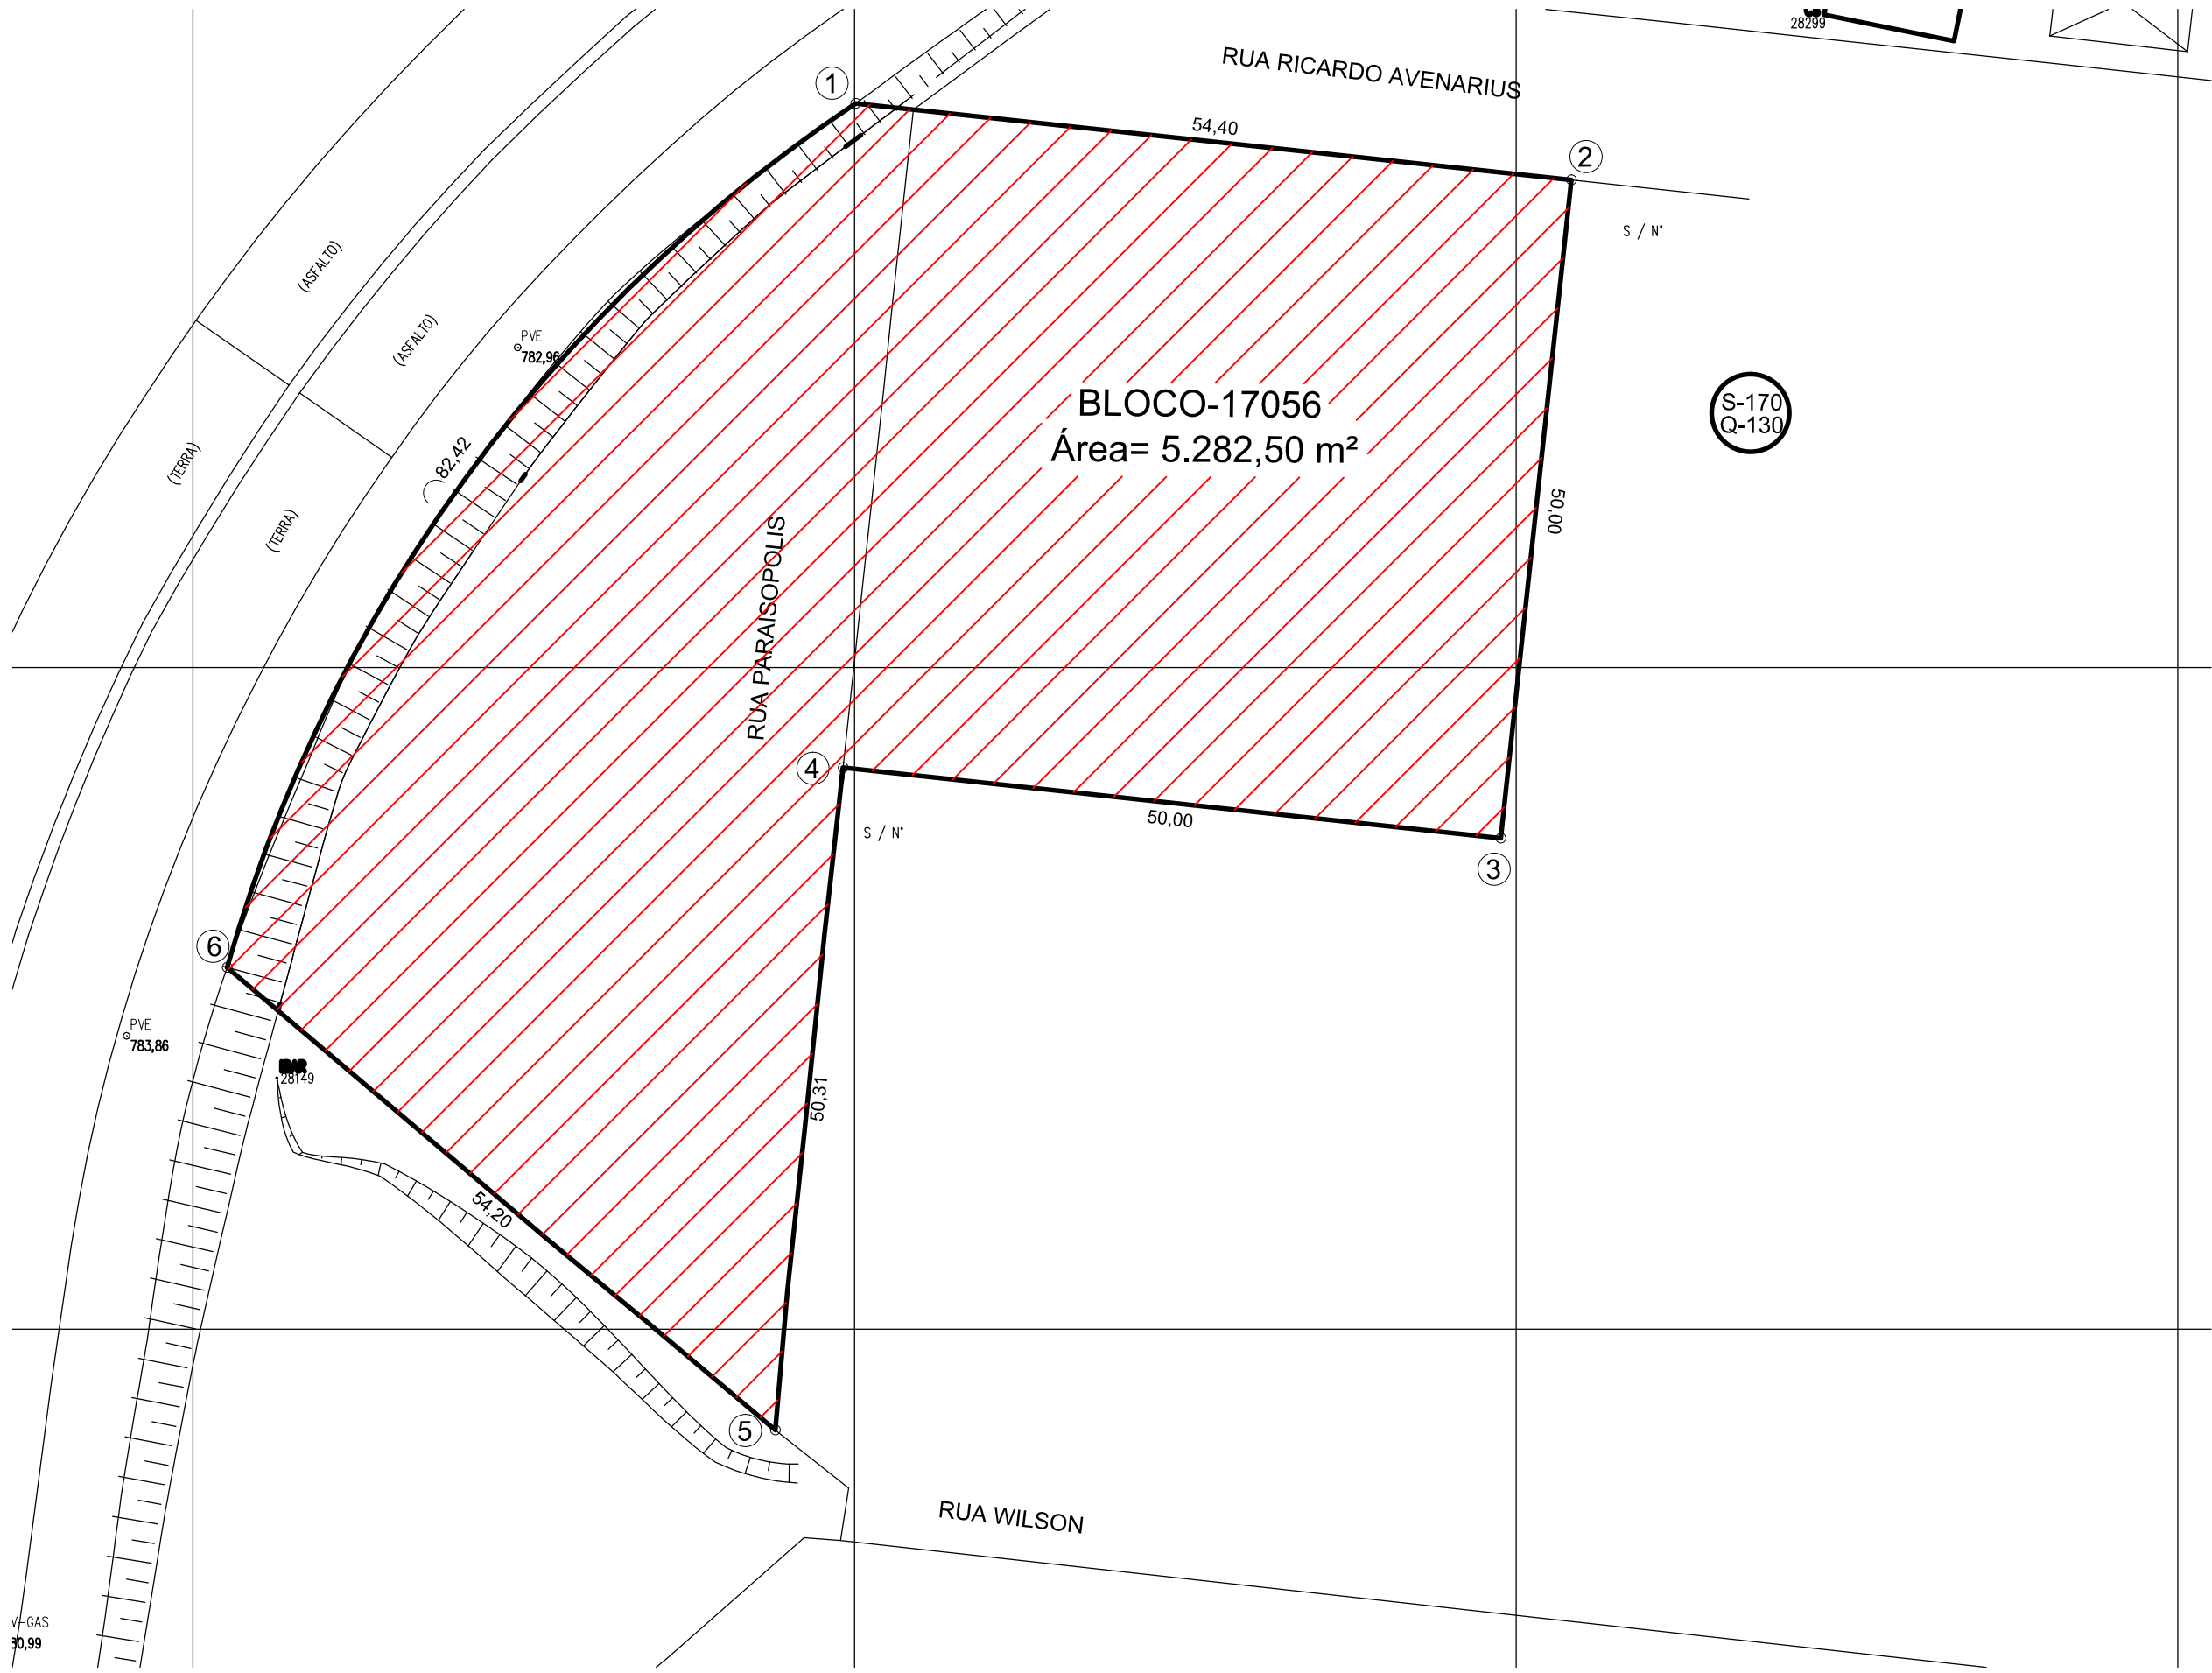 28299
RUA RICARDO AVENARIUS
1
54,40
2
S / N°
(ASFALTO)
(ASFALTO)
PVE
782,96
BLOCO-17056
Área= 5.282,50 m²
S-170
Q-130
(TERRA)
82,42
(TERRA)
50,00
RUA PARAISOPOLIS
4
50,00
S / N°
3
6
PVE
783,86
28149
50,31
54,20
5
RUA WILSON
V-GAS
30,99